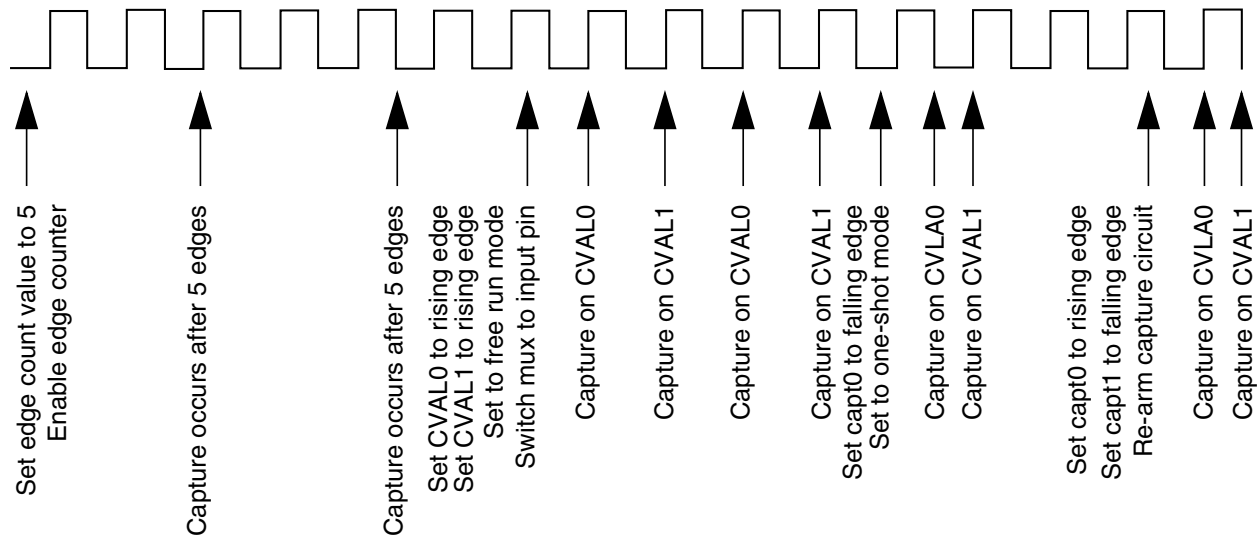 Set edge count value to 5
Enable edge counter
Capture occurs after 5 edges
Capture occurs after 5 edges
Set CVAL0 to rising edge
Set CVAL1 to rising edge
Set to free run mode
Switch mux to input pin
Capture on CVAL0
Capture on CVAL1
Capture on CVAL0
Capture on CVAL1
Set capt0 to falling edge
Set to one-shot mode
Capture on CVLA0
Capture on CVAL1
Set capt0 to rising edge
Set capt1 to falling edge
Re-arm capture circuit
Capture on CVLA0
Capture on CVAL1